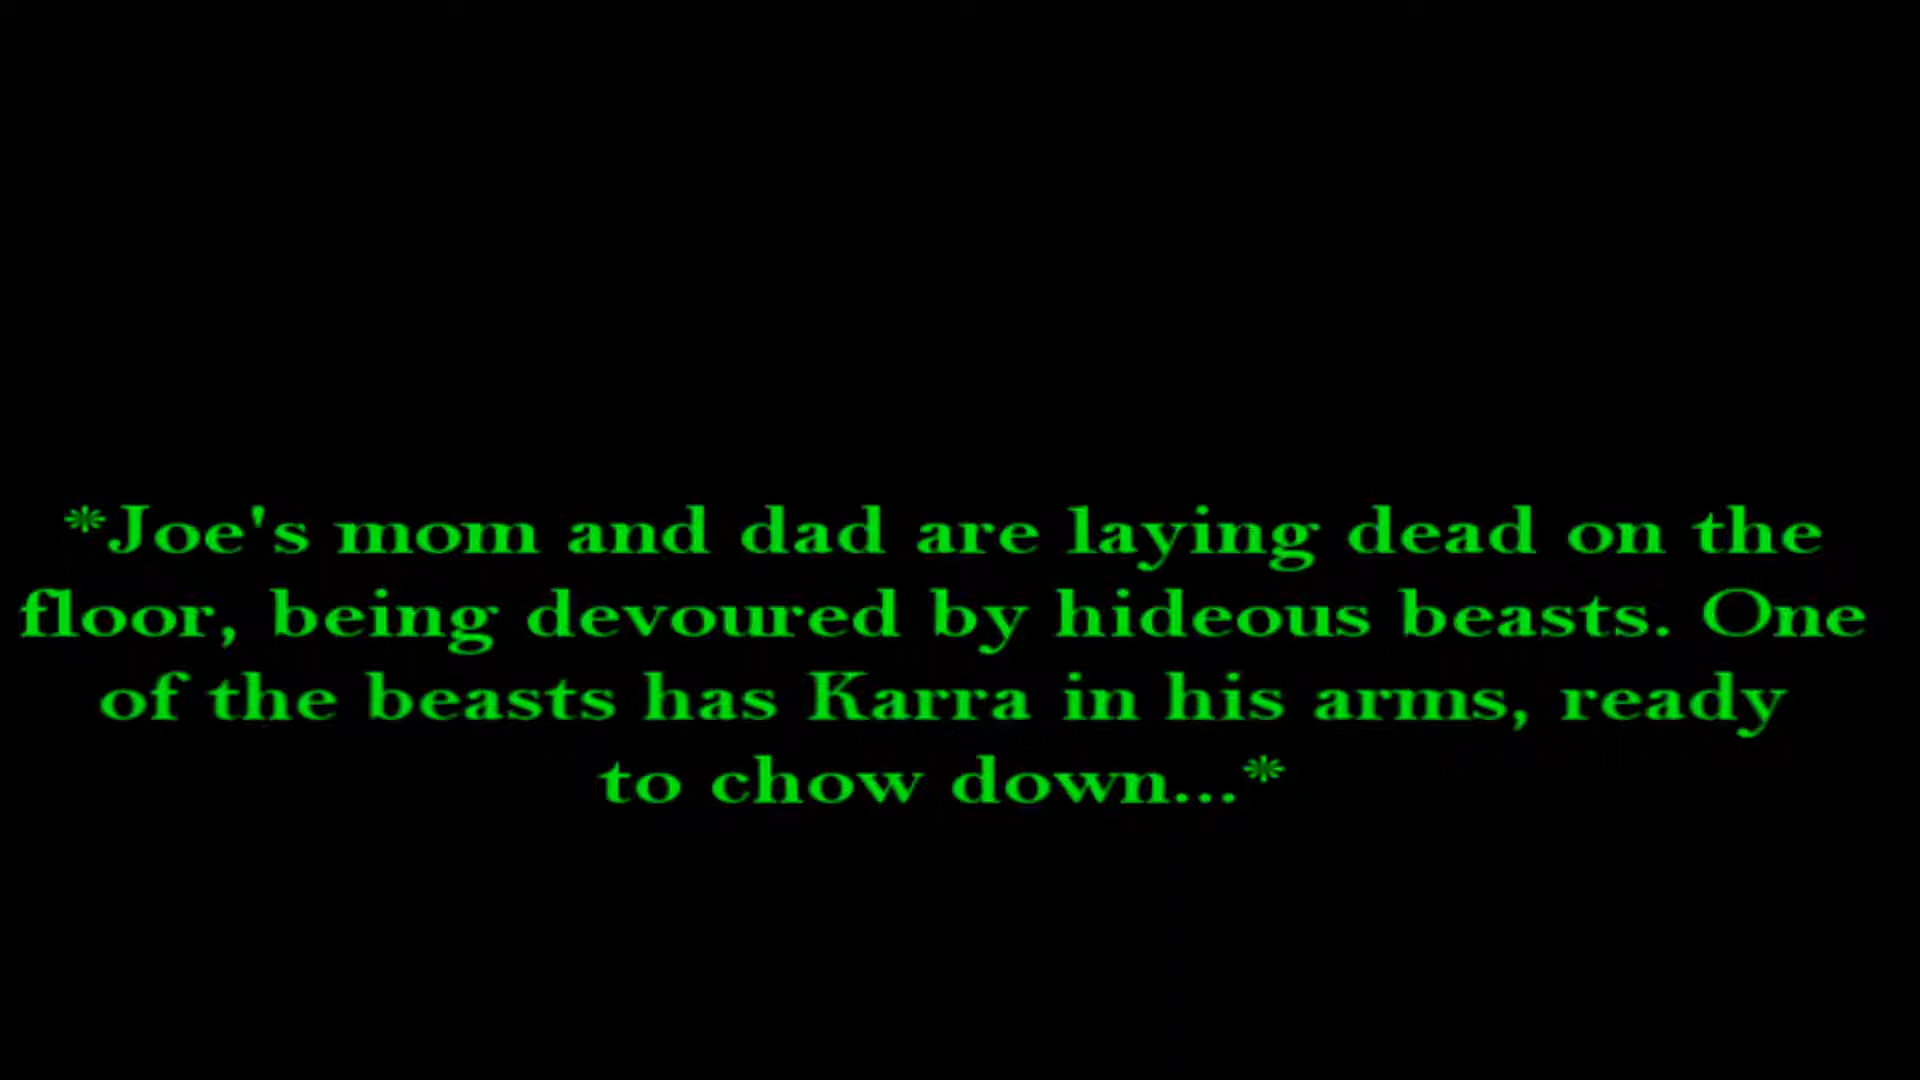 *Joe's mom and dad are laying dead on the
floor, being devoured by hideous beasts. One
of the beasts has Karra in his arms, ready
to chow down...*